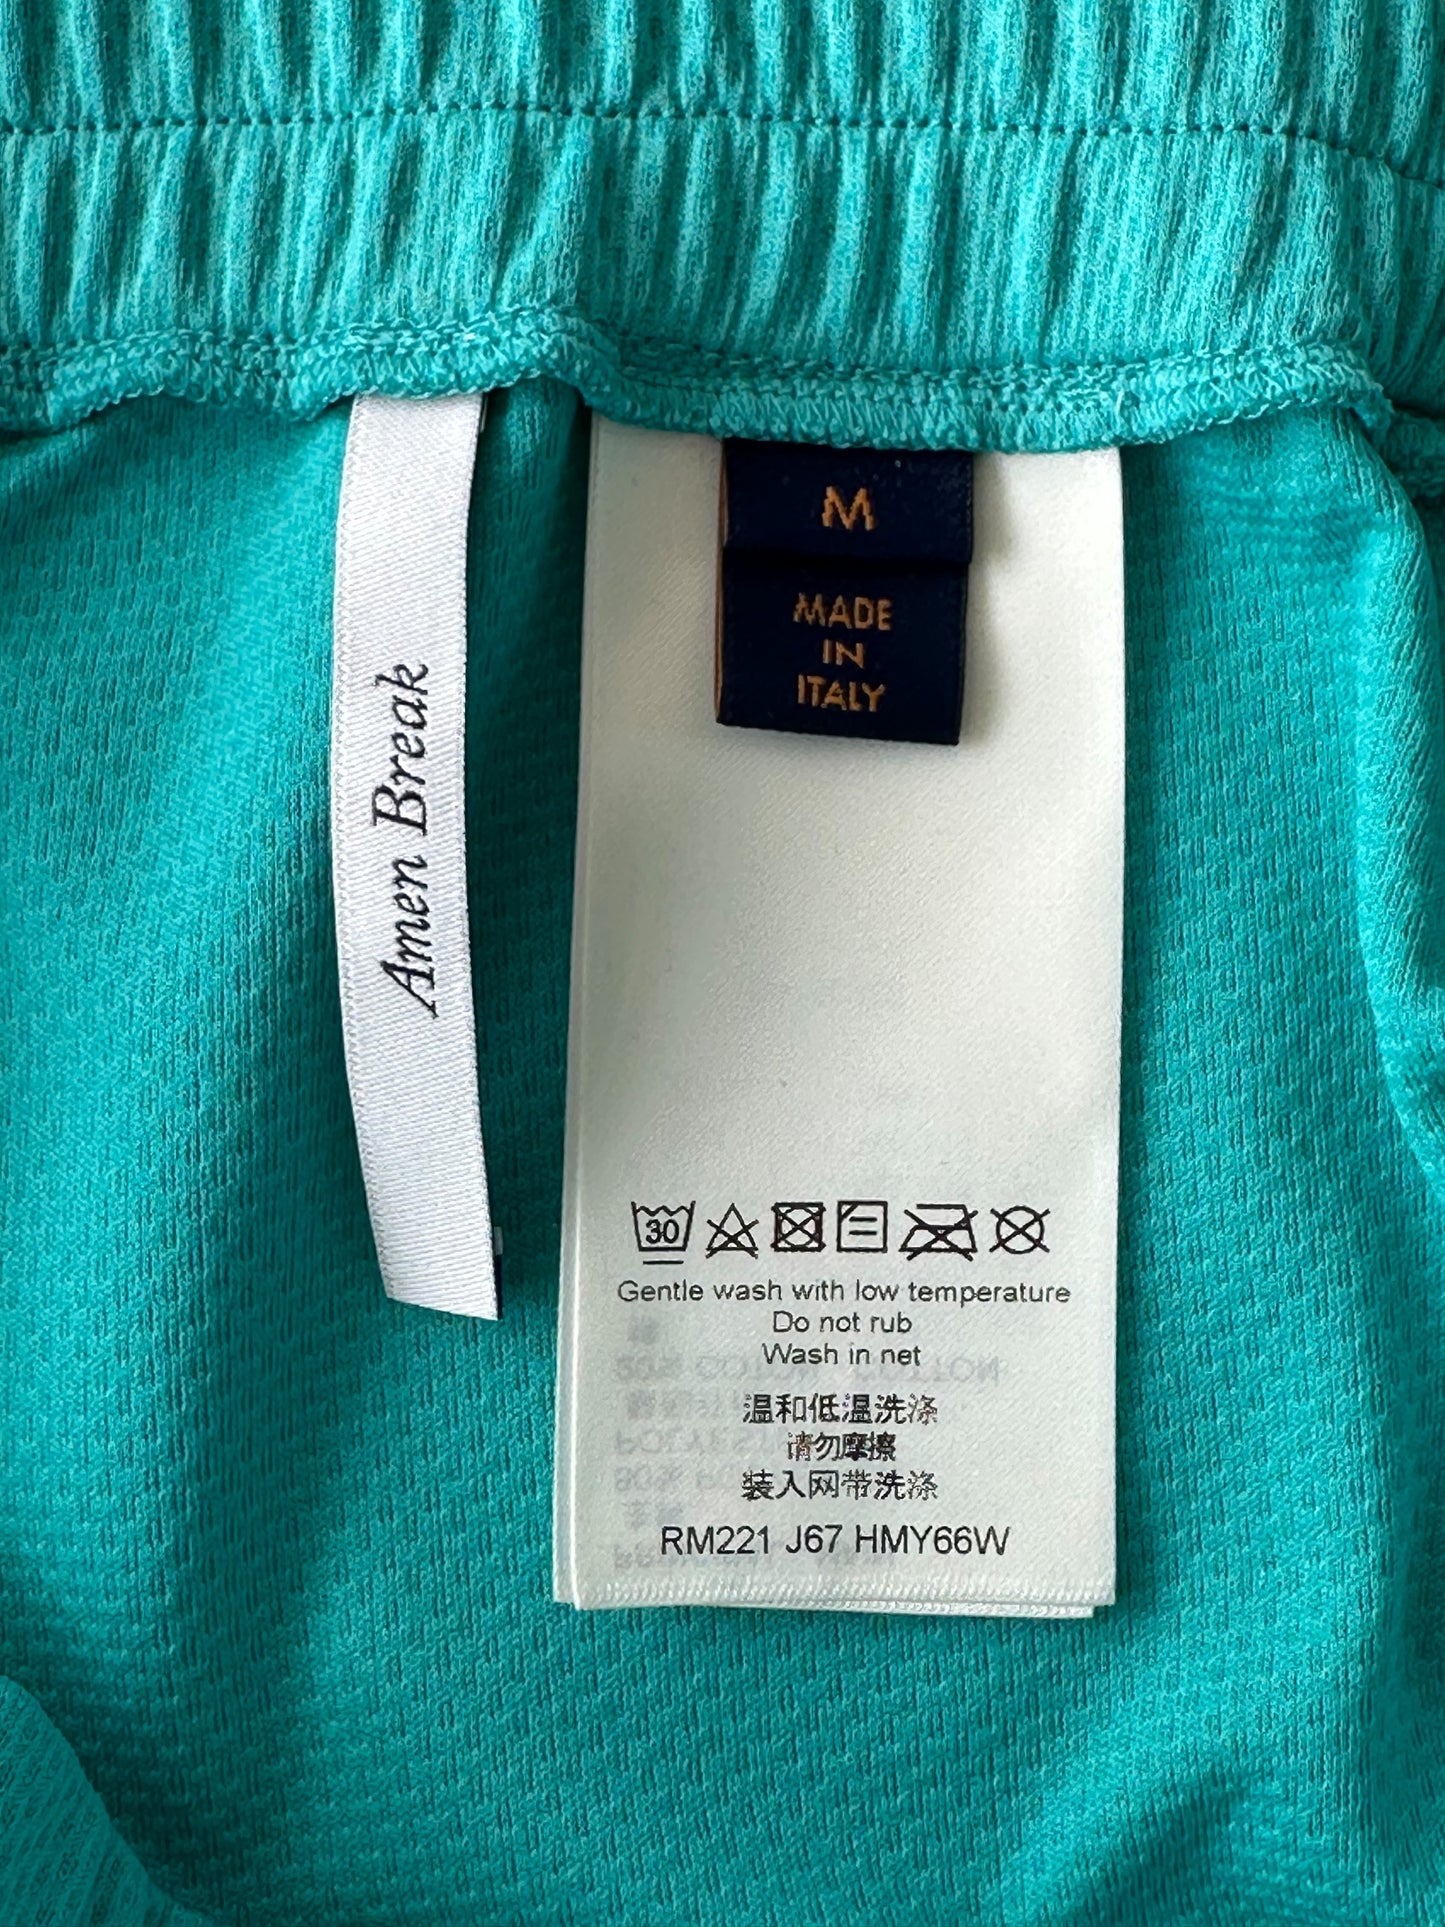 Amen Break
M
MADE
IN
ITALY
30
Gentle wash with low temperature
Do not rub
Wash in net
温和低温洗涤
请勿摩擦
装入网带洗涤
RM221 J67 HMY66W